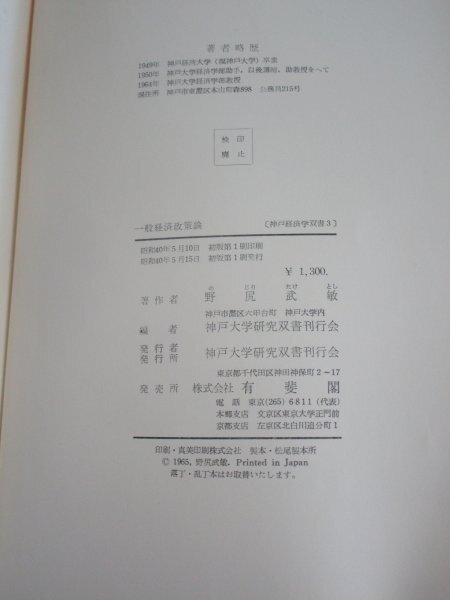 著者略歴
1949年 神戸経済大学（現神戸大学）卒業
1950年 神戸大学経済学部助手，以後講師，助教授をへて
1964年 神戸大学経済学部教授
現住所 神戸市東灘区本山町森898 公務員215号
検印
廃止
一般経済政策論 〔神戸経済学双書3〕
昭和40年5月10日 初版第1刷印刷
昭和40年5月15日 初版第1刷発行
¥ 1,300.
の じり たけ とし
著作者 野尻武敏
神戸市灘区六甲台町 神戸大学内
編者 神戸大学研究双書刊行会
発行者
発行所 神戸大学研究双書刊行会
東京都千代田区神田神保町2〜17
発売所 株式会社 有斐閣
電話 東京(265)6811(代表)
本郷支店 文京区東京大学正門前
京都支店 左京区北白川追分町1
印刷・真美印刷株式会社 製本・松尾製本所
© 1965, 野尻武敏. Printed in Japan
落丁・乱丁本はお取替いたします。